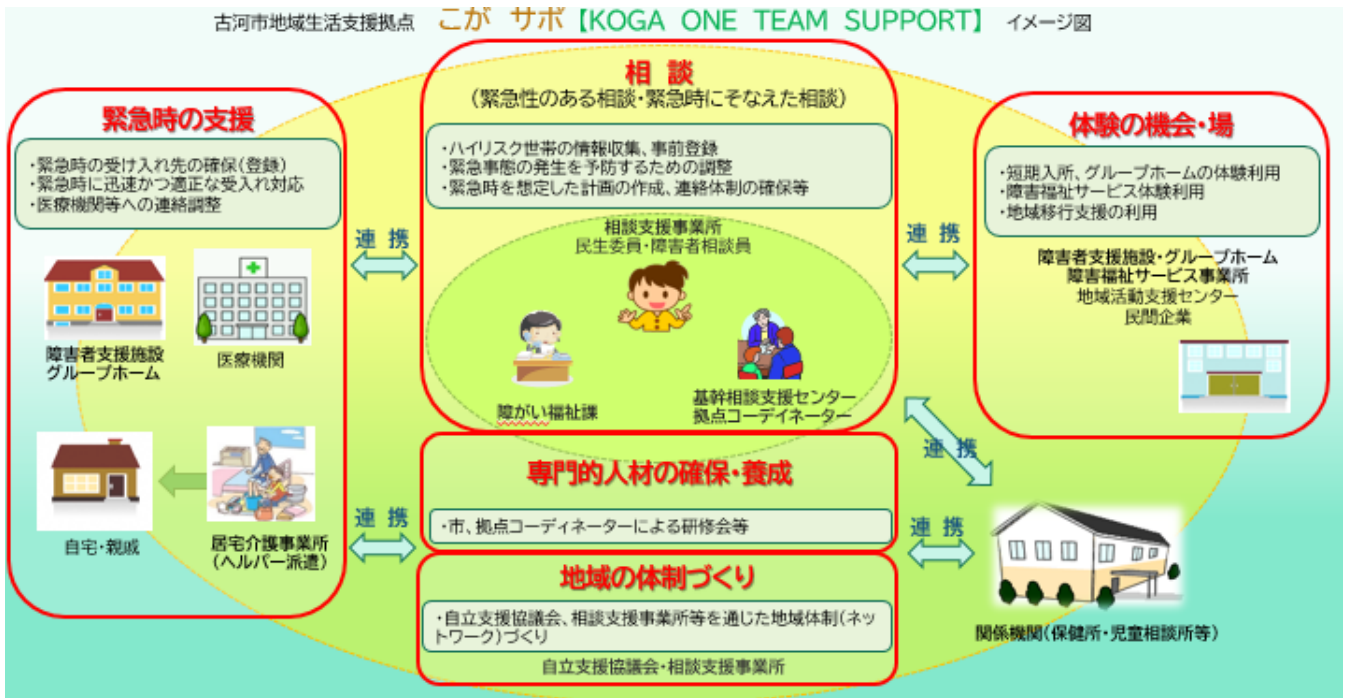 古河市地域生活支援拠点 こが サポ【KOGA ONE TEAM SUPPORT】 イメージ図
緊急時の支援
・緊急時の受け入れ先の確保(登録)
・緊急時に迅速かつ適正な受入れ対応
・医療機関等への連絡調整
障害者支援施設
グループホーム
医療機関
自宅・親戚
居宅介護事業所
(ヘルパー派遣)
連携
連携
相談
(緊急性のある相談・緊急時にそなえた相談)
・ハイリスク世帯の情報収集、事前登録
・緊急事態の発生を予防するための調整
・緊急時を想定した計画の作成、連絡体制の確保等
相談支援事業所
民生委員・障害者相談員
障がい福祉課
基幹相談支援センター
拠点コーデイネーター
専門的人材の確保・養成
・市、拠点コーディネーターによる研修会等
地域の体制づくり
・自立支援協議会、相談支援事業所等を通じた地域体制(ネッ
トワーク)づくり
自立支援協議会・相談支援事業所
連携
連携
連携
体験の機会・場
・短期入所、グループホームの体験利用
・障害福祉サービス体験利用
・地域移行支援の利用
障害者支援施設・グループホーム
障害福祉サービス事業所
地域活動支援センター
民間企業
関係機関(保健所・児童相談所等)